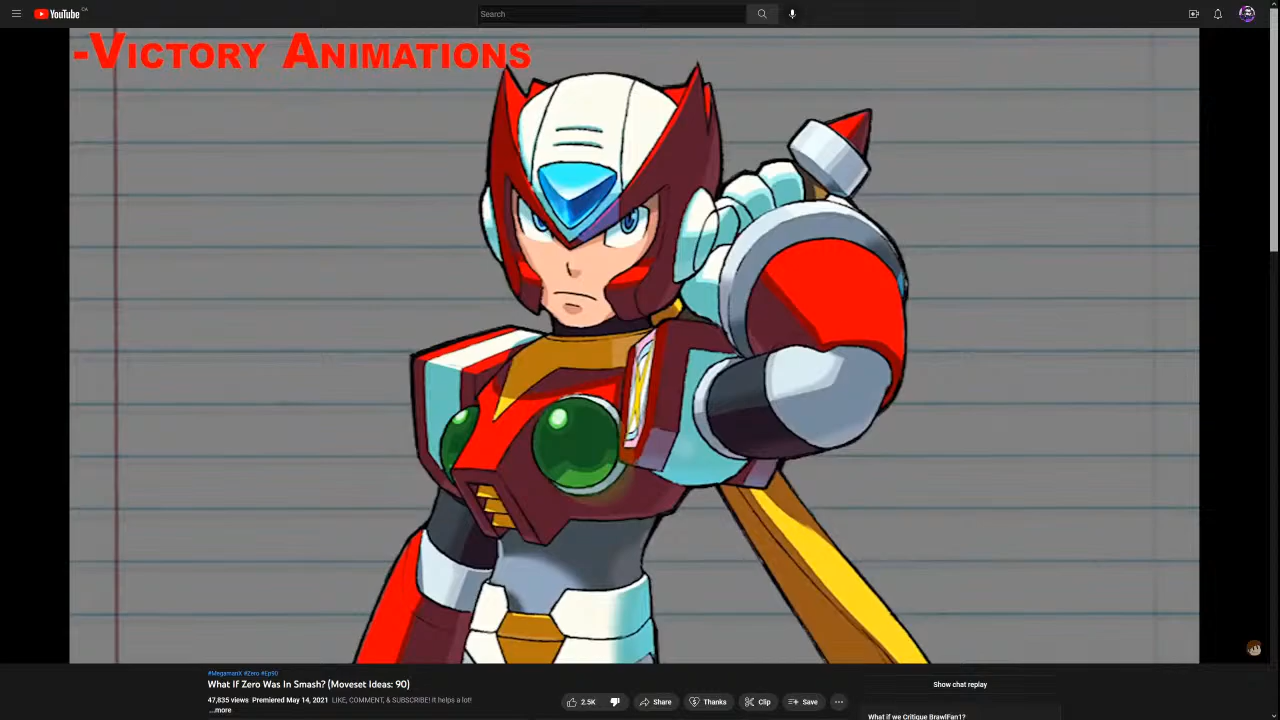 YouTube CA
Search
-Victory Animations
#MegamanX #Zero #Ep90
What If Zero Was In Smash? (Moveset Ideas: 90)
47,835 views Premiered May 14, 2021 LIKE, COMMENT, & SUBSCRIBE! It helps a lot!
...more
2.5K
Share
Thanks
Clip
Save
Show chat replay
What if we Critique BrawlFan1?